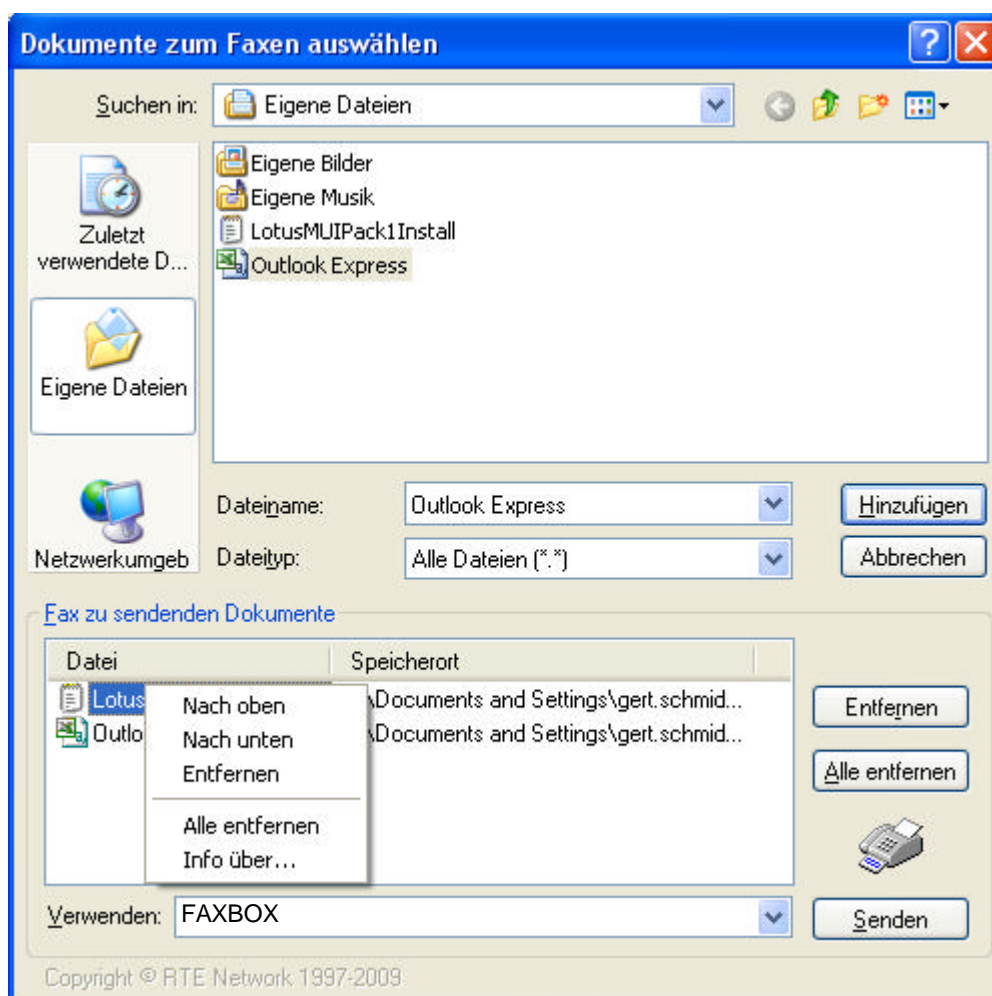 Dokumente zum Faxen auswählen
Suchen in: Eigene Dateien
Zuletzt
verwendete D...
Eigene Dateien
Netzwerkumgeb
Eigene Bilder
Eigene Musik
LotusMUIPack1Install
Outlook Express
Dateiname: Outlook Express Hinzufügen
Dateityp: Alle Dateien (*.*) Abbrechen
Fax zu sendenden Dokumente
Datei Speicherort
Lotus \Documents and Settings\gert.schmid...
Outlo \Documents and Settings\gert.schmid...
Nach oben
Nach unten
Entfernen
Alle entfernen
Info über...
Entfernen
Alle entfernen
Verwenden: FAXBOX Senden
Copyright © RTE Network 1997-2009